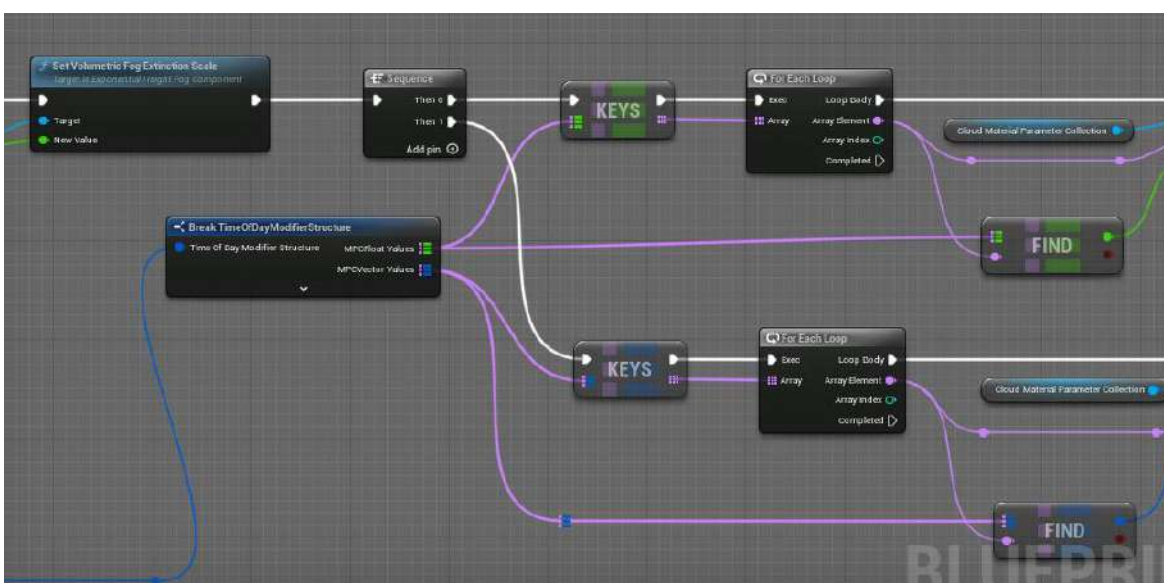 Set Volumetric Fog Extinction Scale
Target is Exponential Height Fog Component
Target
New Value
Sequence
Then 0
Then 1
Add pin
KEYS
For Each Loop
Exec
Loop Body
Array
Array Element
Array Index
Completed
Cloud Material Parameter Collection
FIND
Break TimeOfDayModifierStructure
Time Of Day Modifier Structure
MPCFloat Values
MPCVector Values
KEYS
For Each Loop
Exec
Loop Body
Array
Array Element
Array Index
Completed
Cloud Material Parameter Collection
FIND
BLUEPRI